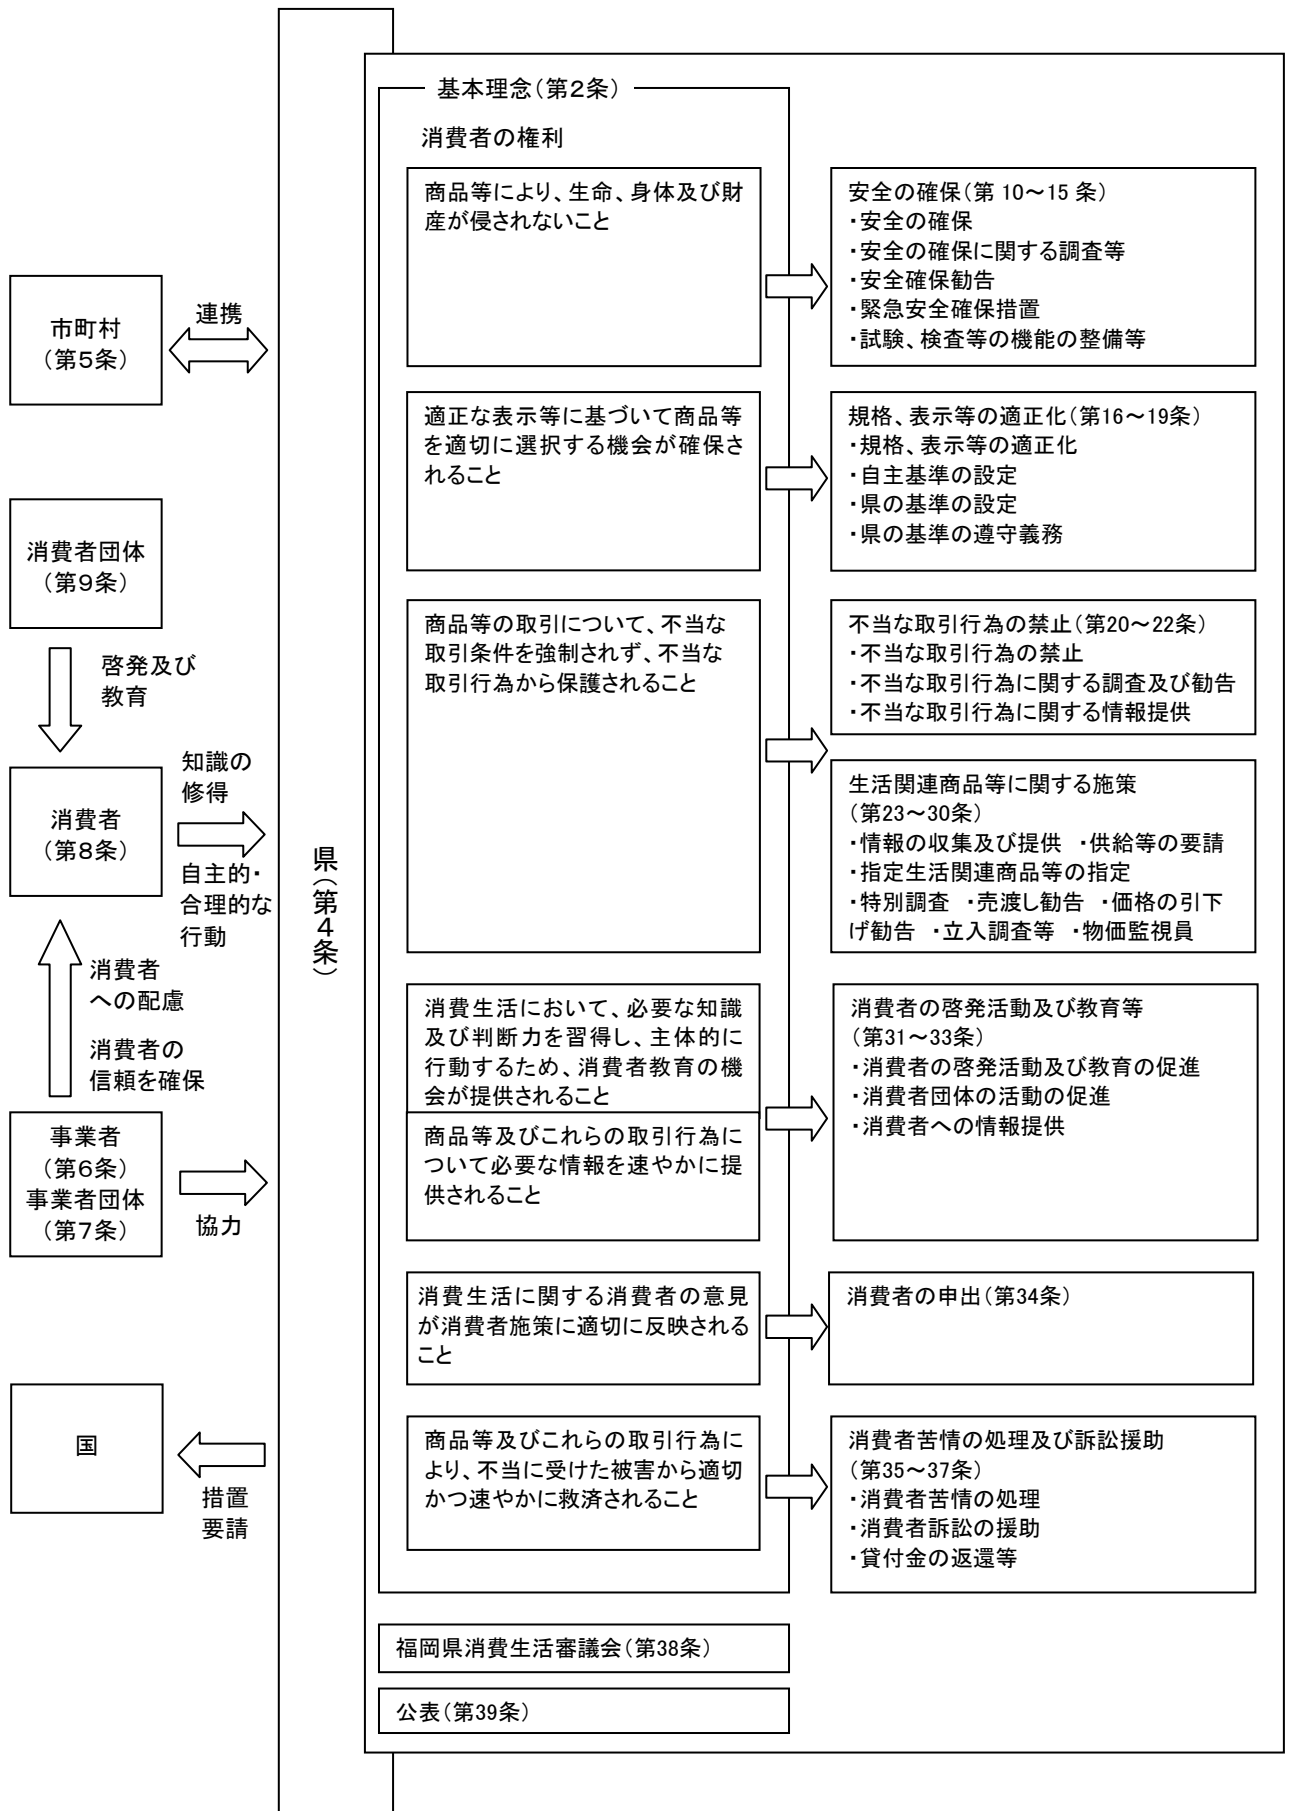 市町村
（第５条）
連携
消費者団体
（第９条）
啓発及び
教育
消費者
（第８条）
知識の
修得
自主的・
合理的な
行動
消費者
への配慮
消費者の
信頼を確保
事業者
（第６条）
事業者団体
（第７条）
協力
国
措置
要請
県（第４条）
基本理念（第２条）
消費者の権利
商品等により、生命、身体及び財
産が侵されないこと
安全の確保（第 10～15 条）
・安全の確保
・安全の確保に関する調査等
・安全確保勧告
・緊急安全確保措置
・試験、検査等の機能の整備等
適正な表示等に基づいて商品等
を適切に選択する機会が確保さ
れること
規格、表示等の適正化（第16～19条）
・規格、表示等の適正化
・自主基準の設定
・県の基準の設定
・県の基準の遵守義務
商品等の取引について、不当な
取引条件を強制されず、不当な
取引行為から保護されること
不当な取引行為の禁止（第20～22条）
・不当な取引行為の禁止
・不当な取引行為に関する調査及び勧告
・不当な取引行為に関する情報提供
生活関連商品等に関する施策
（第23～30条）
・情報の収集及び提供 ・供給等の要請
・指定生活関連商品等の指定
・特別調査 ・売渡し勧告 ・価格の引下
げ勧告 ・立入調査等 ・物価監視員
消費生活において、必要な知識
及び判断力を習得し、主体的に
行動するため、消費者教育の機
会が提供されること
商品等及びこれらの取引行為に
ついて必要な情報を速やかに提
供されること
消費者の啓発活動及び教育等
（第31～33条）
・消費者の啓発活動及び教育の促進
・消費者団体の活動の促進
・消費者への情報提供
消費生活に関する消費者の意見
が消費者施策に適切に反映される
こと
消費者の申出（第34条）
商品等及びこれらの取引行為に
より、不当に受けた被害から適切
かつ速やかに救済されること
消費者苦情の処理及び訴訟援助
（第35～37条）
・消費者苦情の処理
・消費者訴訟の援助
・貸付金の返還等
福岡県消費生活審議会（第38条）
公表（第39条）